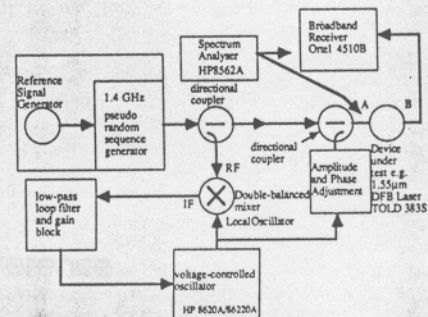 Spectrum
Analyser
HP8562A
Broadband
Receiver
Ortel 4510B
Reference
Signal
Generator
1.4 GHz
pseudo
random
sequence
generator
directional
coupler
A
B
directional
coupler
Device
under
test e.g.
1.55μm
DFB Laser
TOLD 383S
Amplitude
and Phase
Adjustment
RF
IF
Double-balanced
mixer
Local Oscillator
low-pass
loop filter
and gain
block
voltage-controlled
oscillator
HP 8620A/86220A